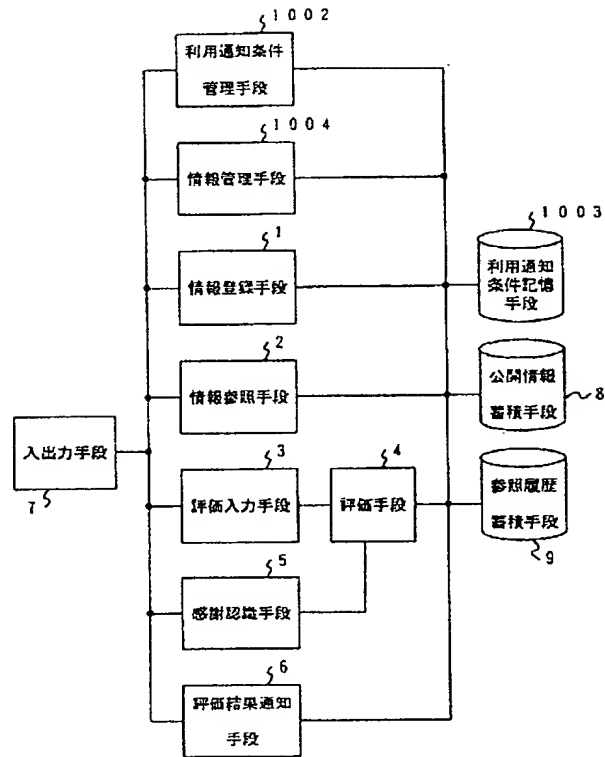 1002
利用通知条件
管理手段
1004
情報管理手段
1003
利用通知
条件記憶
手段
1
情報登録手段
2
情報参照手段
公開情報
蓄積手段
8
入出力手段
7
3
評価入力手段
4
評価手段
参照履歴
蓄積手段
9
5
感謝認識手段
6
評価結果通知
手段